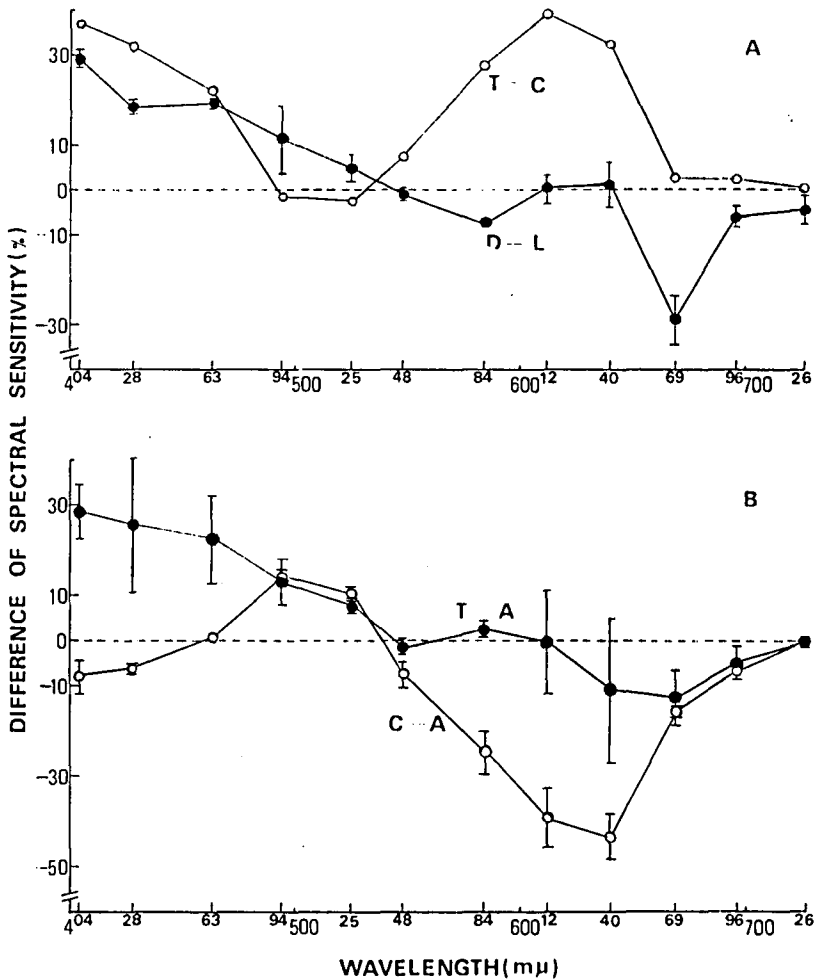 A
30
10
0
-10
-30
T - C
D -- L
404 28 63 94 500 25 48 84 600 12 40 69 96 700 26
B
30
10
0
-10
-30
-50
T A
C -- A
404 28 63 94 500 25 48 84 600 12 40 69 96 700 26
DIFFERENCE OF SPECTRAL SENSITIVITY (%)
WAVELENGTH (mμ)